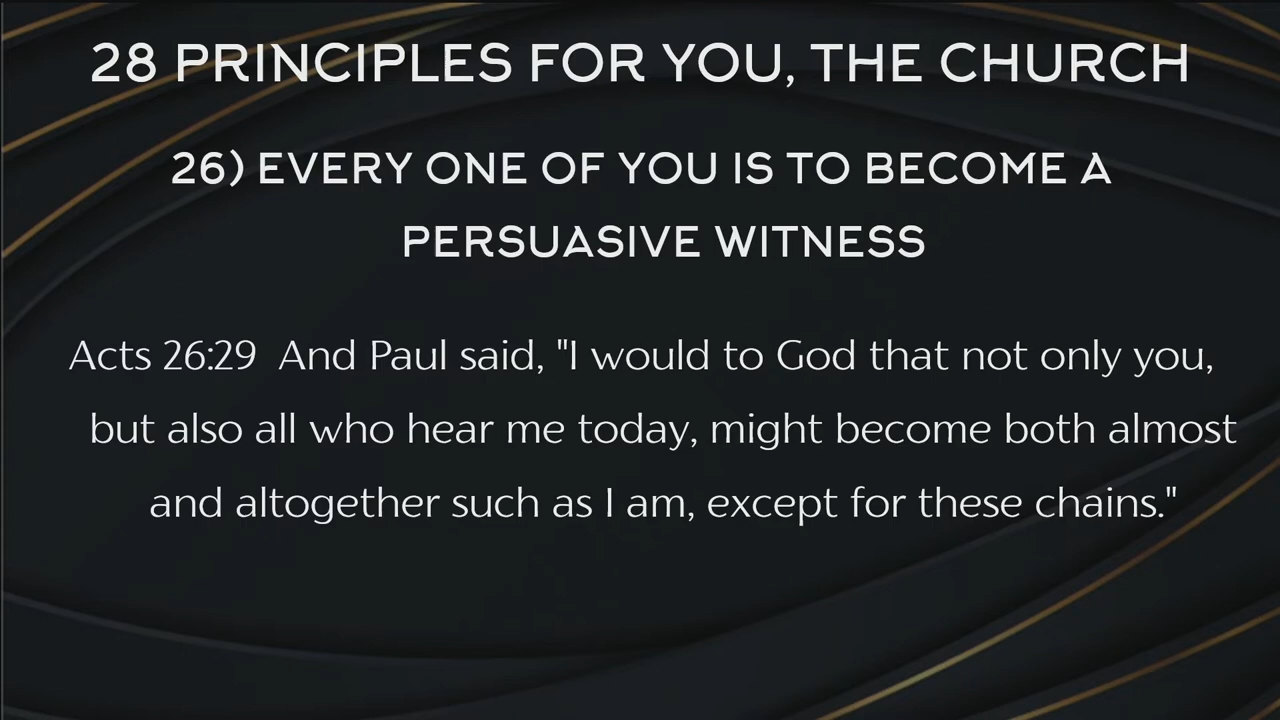 28 PRINCIPLES FOR YOU, THE CHURCH
26) EVERY ONE OF YOU IS TO BECOME A
PERSUASIVE WITNESS
Acts 26:29  And Paul said, "I would to God that not only you,
but also all who hear me today, might become both almost
and altogether such as I am, except for these chains."